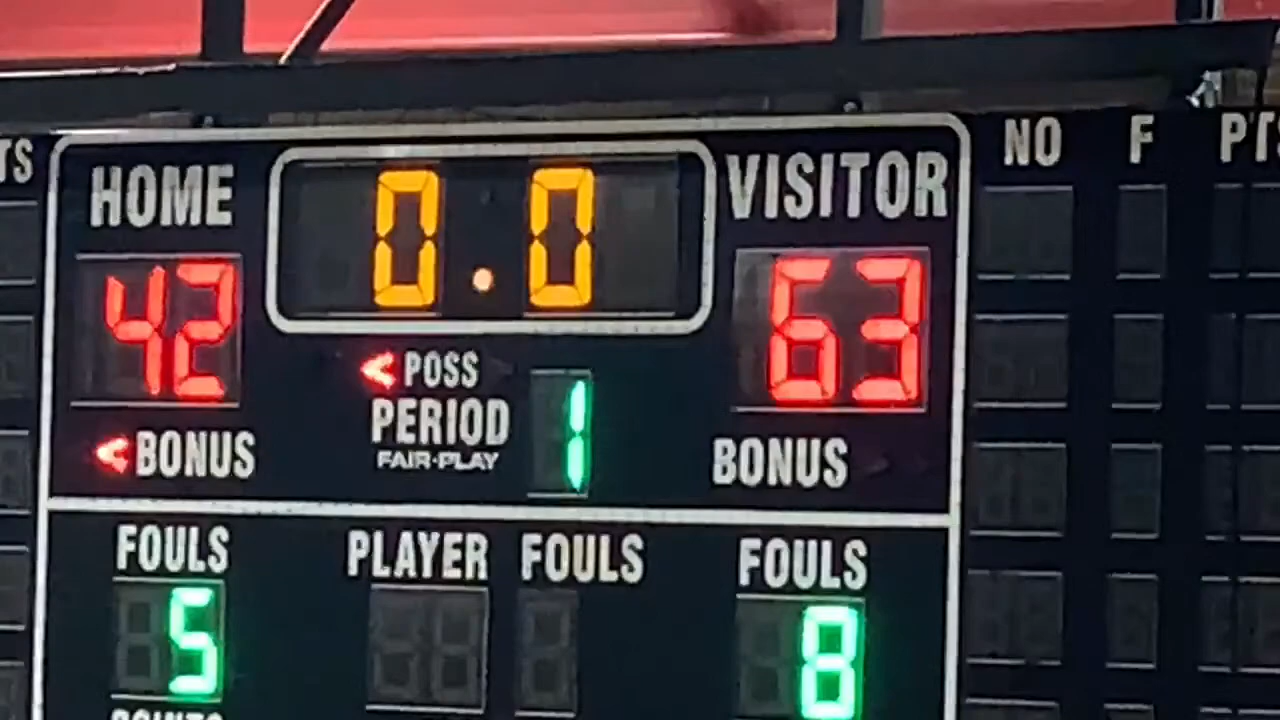 TS
HOME 0.0 VISITOR
NO F PTS
42 63
< POSS
PERIOD 1
FAIR-PLAY
< BONUS BONUS
FOULS PLAYER FOULS FOULS
5 8